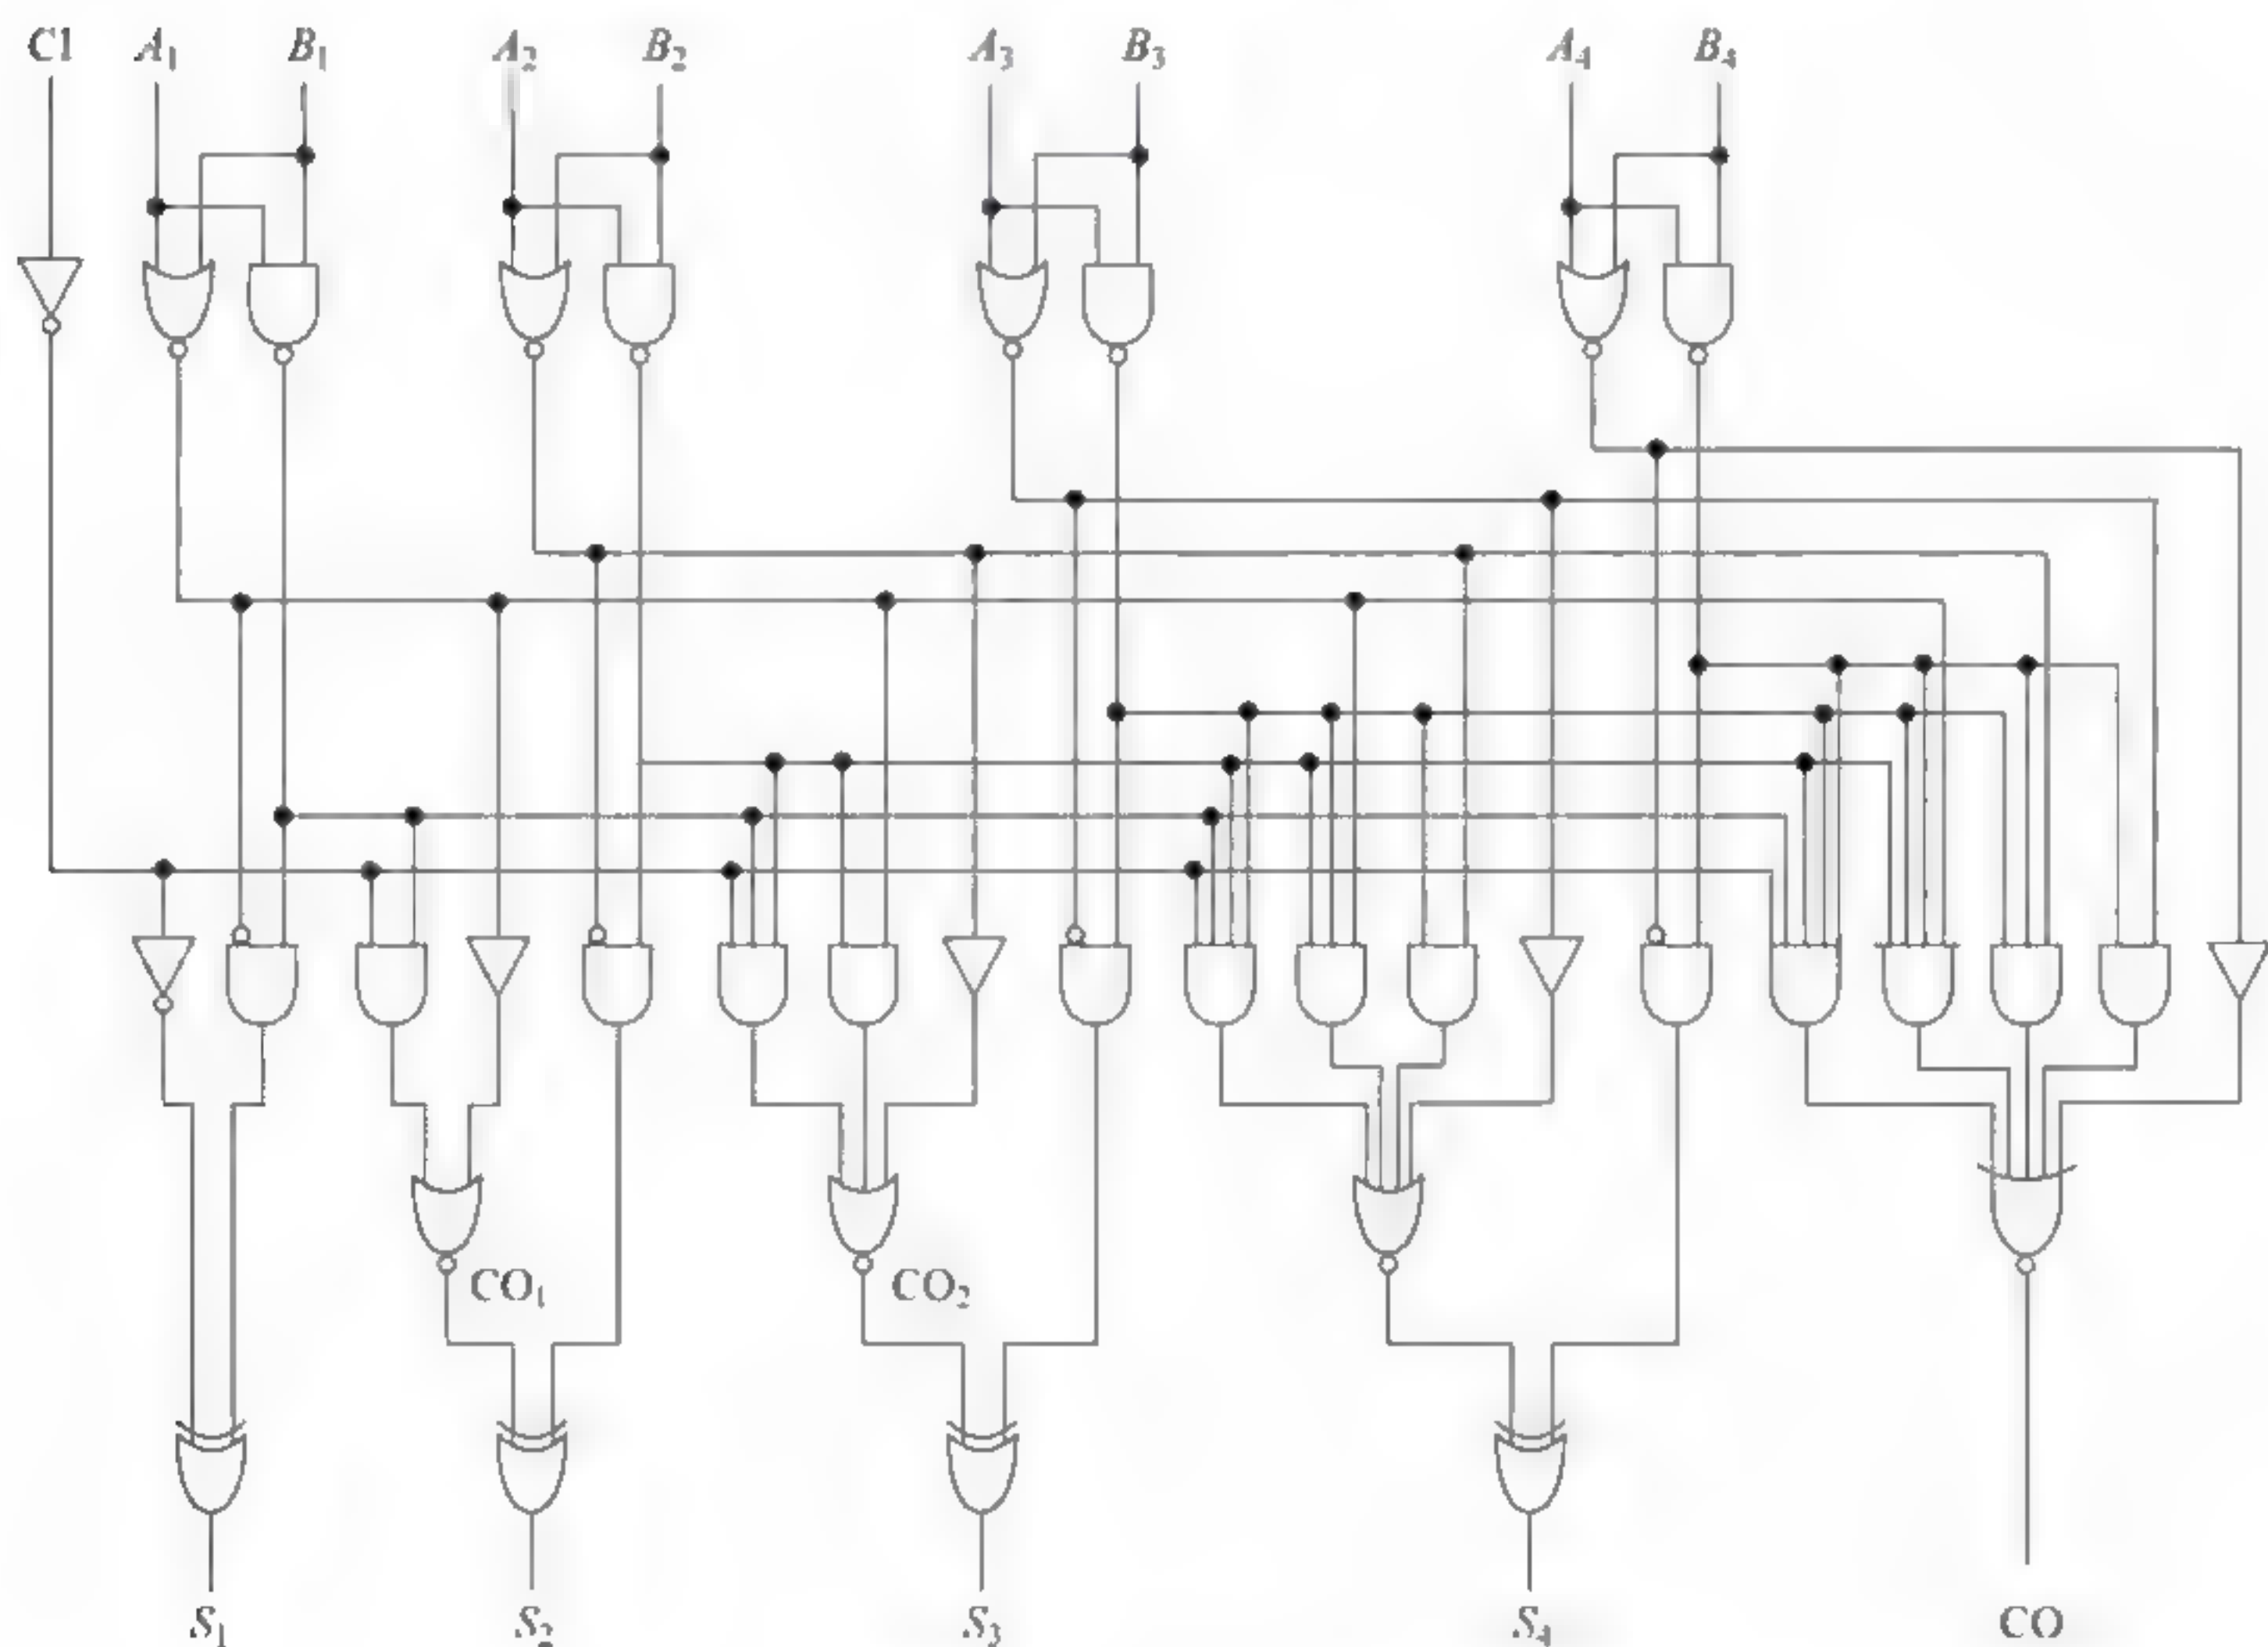 CI A₁ B₁ A₂ B₂ A₃ B₃ A₄ B₄
CO₁ CO₂
S₁ S₂ S₃ S₄ CO